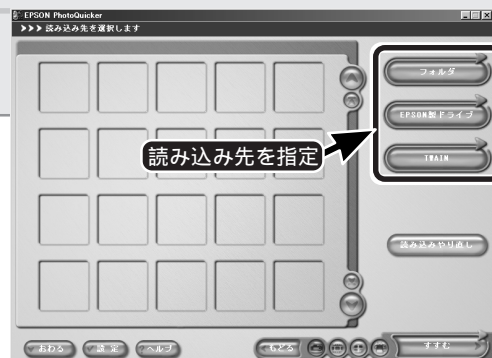 EPSON PhotoQuicker
>>> 読み込み先を選択します
フォルダ
EPSON製ドライブ
TWAIN
読み込み先を指定
読み込みやり直し
おわる
設定
ヘルプ
もどる
すすむ